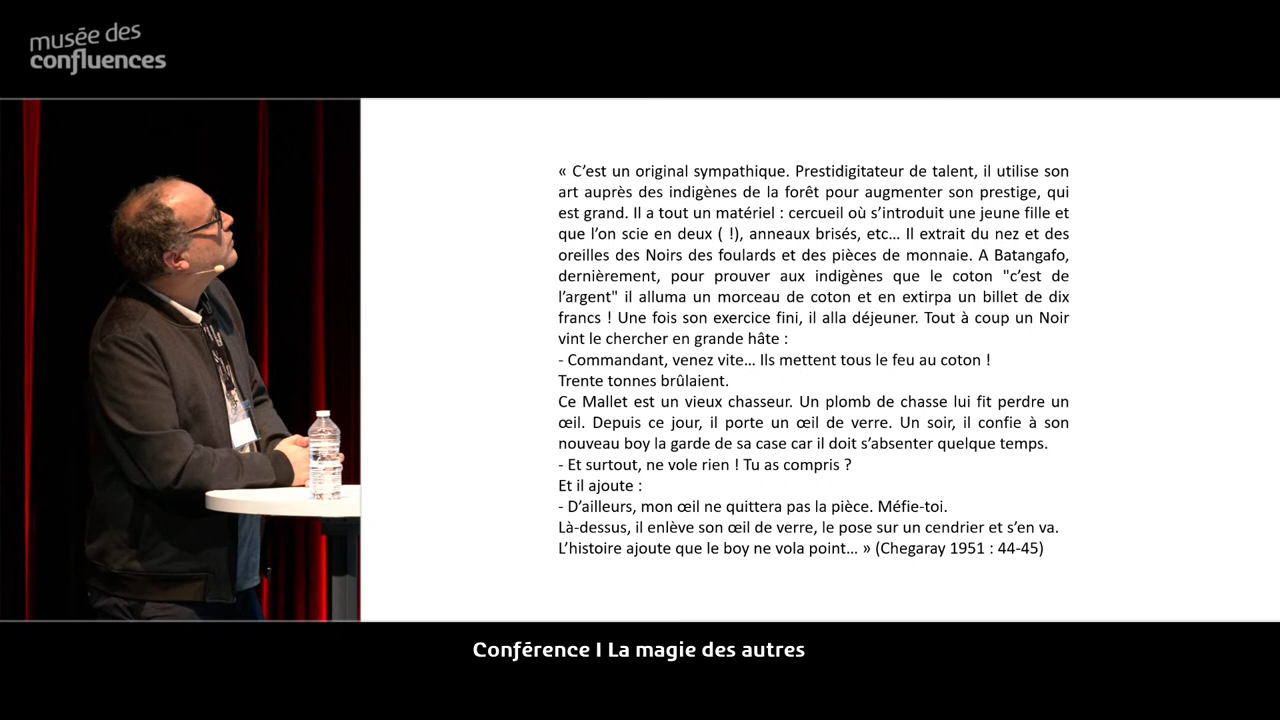 musée des
confluences
« C’est un original sympathique. Prestidigitateur de talent, il utilise son
art auprès des indigènes de la forêt pour augmenter son prestige, qui
est grand. Il a tout un matériel : cercueil où s’introduit une jeune fille et
que l’on scie en deux ( !), anneaux brisés, etc… Il extrait du nez et des
oreilles des Noirs des foulards et des pièces de monnaie. A Batangafo,
dernièrement, pour prouver aux indigènes que le coton "c’est de
l’argent" il alluma un morceau de coton et en extirpa un billet de dix
francs ! Une fois son exercice fini, il alla déjeuner. Tout à coup un Noir
vint le chercher en grande hâte :
- Commandant, venez vite… Ils mettent tous le feu au coton !
Trente tonnes brûlaient.
Ce Mallet est un vieux chasseur. Un plomb de chasse lui fit perdre un
œil. Depuis ce jour, il porte un œil de verre. Un soir, il confie à son
nouveau boy la garde de sa case car il doit s’absenter quelque temps.
- Et surtout, ne vole rien ! Tu as compris ?
Et il ajoute :
- D’ailleurs, mon œil ne quittera pas la pièce. Méfie-toi.
Là-dessus, il enlève son œil de verre, le pose sur un cendrier et s’en va.
L’histoire ajoute que le boy ne vola point… » (Chegaray 1951 : 44-45)
Conférence I La magie des autres